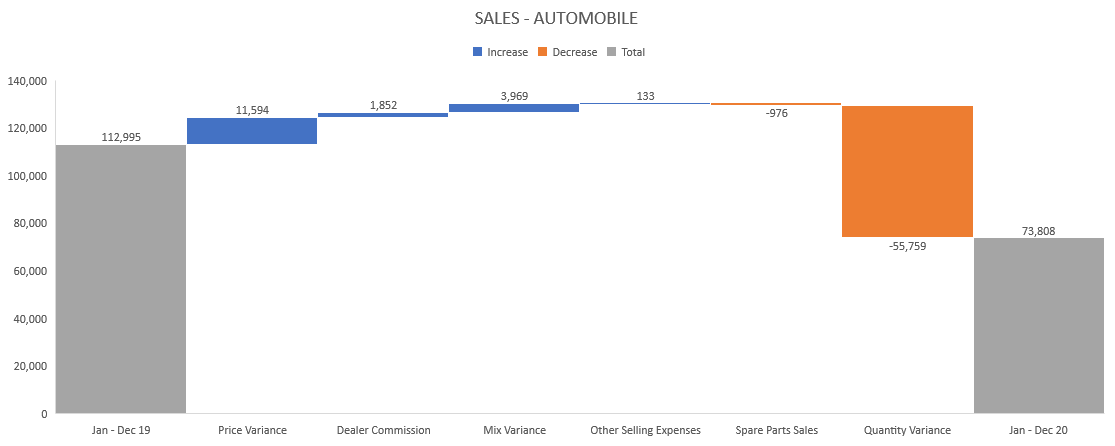 SALES - AUTOMOBILE
Increase Decrease Total
140,000
120,000
100,000
80,000
60,000
40,000
20,000
0
112,995
11,594
1,852
3,969
133
-976
-55,759
73,808
Jan - Dec 19
Price Variance
Dealer Commission
Mix Variance
Other Selling Expenses
Spare Parts Sales
Quantity Variance
Jan - Dec 20